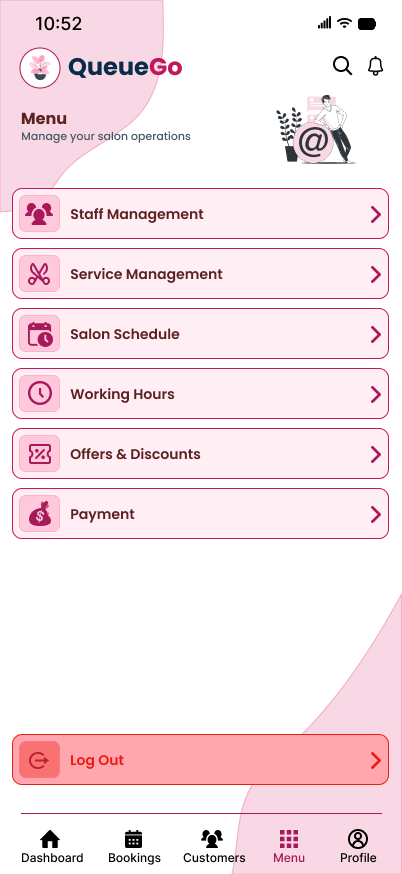 10:52
QueueGo
Menu
Manage your salon operations
@
Staff Management
Service Management
Salon Schedule
Working Hours
Offers & Discounts
Payment
Log Out
Dashboard
Bookings
Customers
Menu
Profile